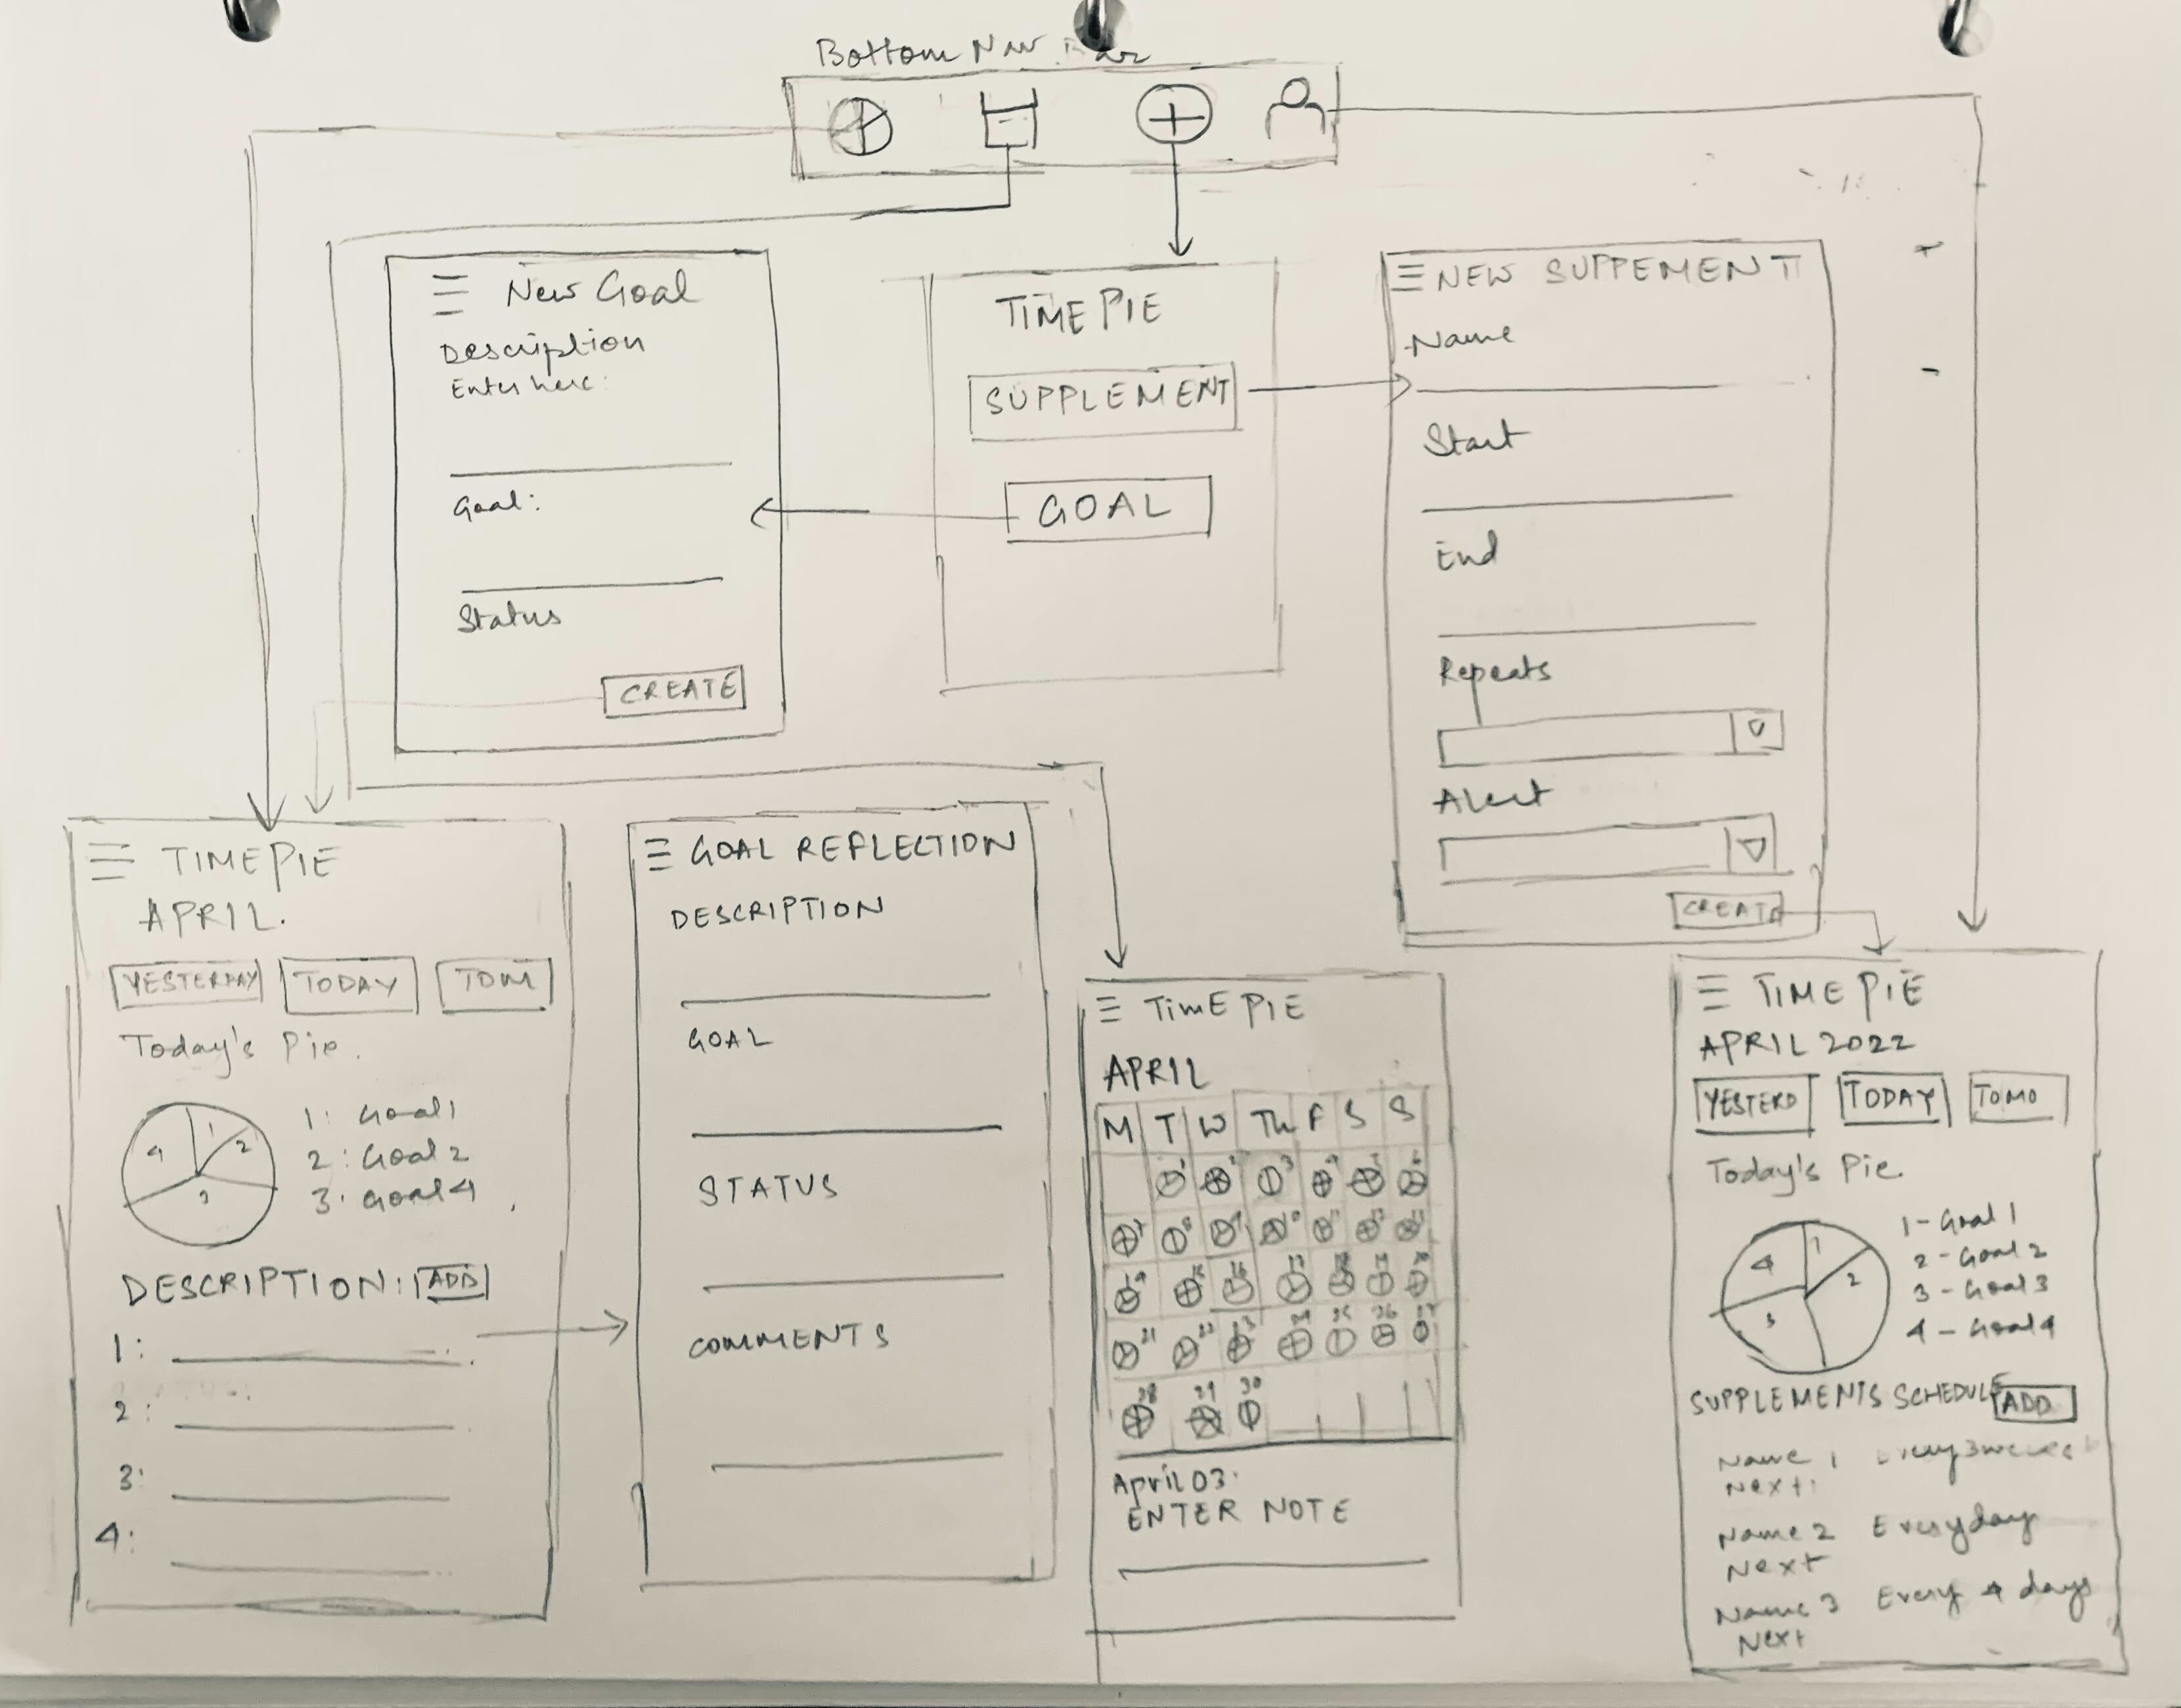 Bottom Nav
New Goal
Description
Enter here:
Goal:
Status
CREATE
TIME PIE
SUPPLEMENT
GOAL
NEW SUPPEMENT
Name
Start
End
Repeats
Alert
CREATE
TIME PIE
APRIL.
YESTERDAY TODAY TOM
Today's Pie.
1 2 3 4
1: Goal 1
2: Goal 2
3. Goal 4
DESCRIPTION: ADD
1:
2:
3:
4:
GOAL REFLECTION
DESCRIPTION
GOAL
STATUS
COMMENTS
TIME PIE
APRIL
M T W Th F S S
1 2 3 4 5 6
7 8 9 10 11 12 13
14 15 16 17 18 19 20
21 22 23 24 25 26 27
28 29 30
April 03.
ENTER NOTE
TIME PIE
APRIL 2022
YESTERD TODAY TOMO
Today's Pie.
1 2 3 4
1 - Goal 1
2 - Goal 2
3 - Goal 3
4 - Goal 4
SUPPLEMENTS SCHEDULE ADD
Name 1 Every 3 weeks
Next:
Name 2 Everyday
Next
Name 3 Every 4 days
Next